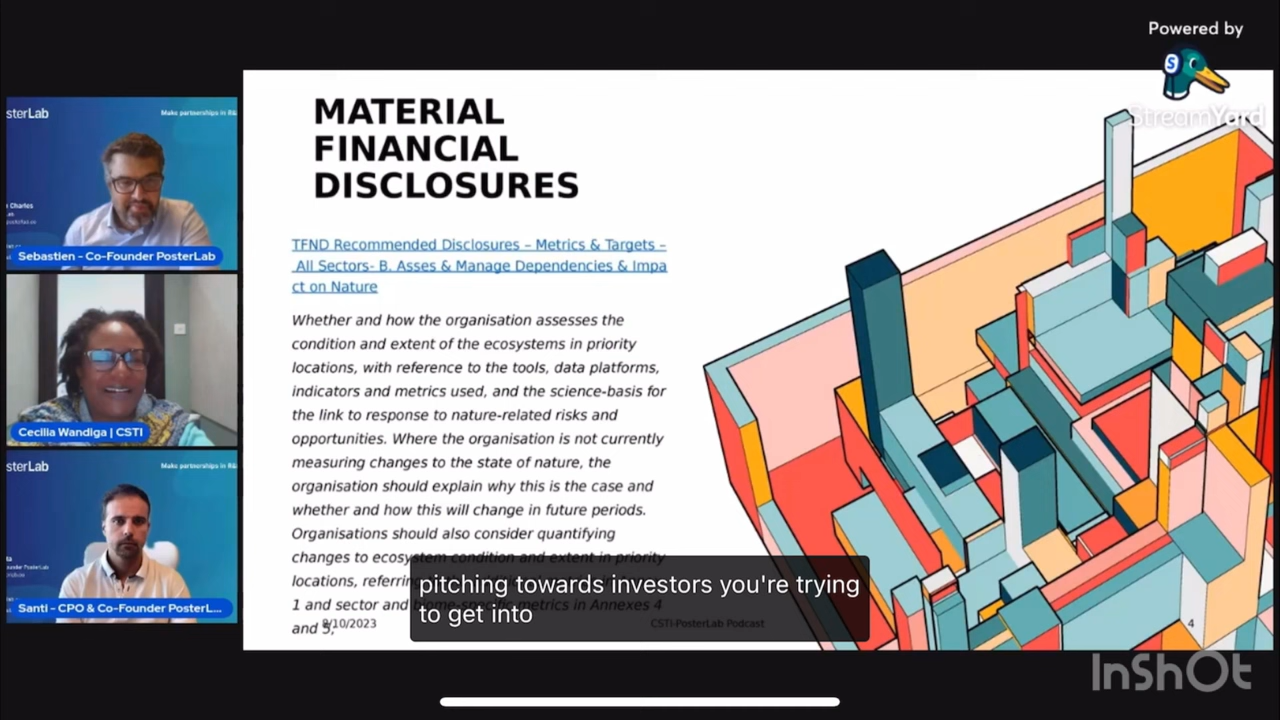 Powered by
StreamYard
S
sterLab
Make partnerships in R&
Charles
Sebastien – Co-Founder PosterLab
Cecilia Wandiga | CSTI
sterLab
Make partnerships in R&
Santi – CPO & Co-Founder PosterL...
MATERIAL
FINANCIAL
DISCLOSURES
TFND Recommended Disclosures – Metrics & Targets –
All Sectors- B. Asses & Manage Dependencies & Impa
ct on Nature
Whether and how the organisation assesses the
condition and extent of the ecosystems in priority
locations, with reference to the tools, data platforms,
indicators and metrics used, and the science-basis for
the link to response to nature-related risks and
opportunities. Where the organisation is not currently
measuring changes to the state of nature, the
organisation should explain why this is the case and
whether and how this will change in future periods.
Organisations should also consider quantifying
changes to ecosystem condition and extent in priority
locations, referring
1 and sector and biome-specific metrics in Annexes 4
and 5,
pitching towards investors you're trying
to get into
8/10/2023
CSTI-PosterLab Podcast
4
InShOt